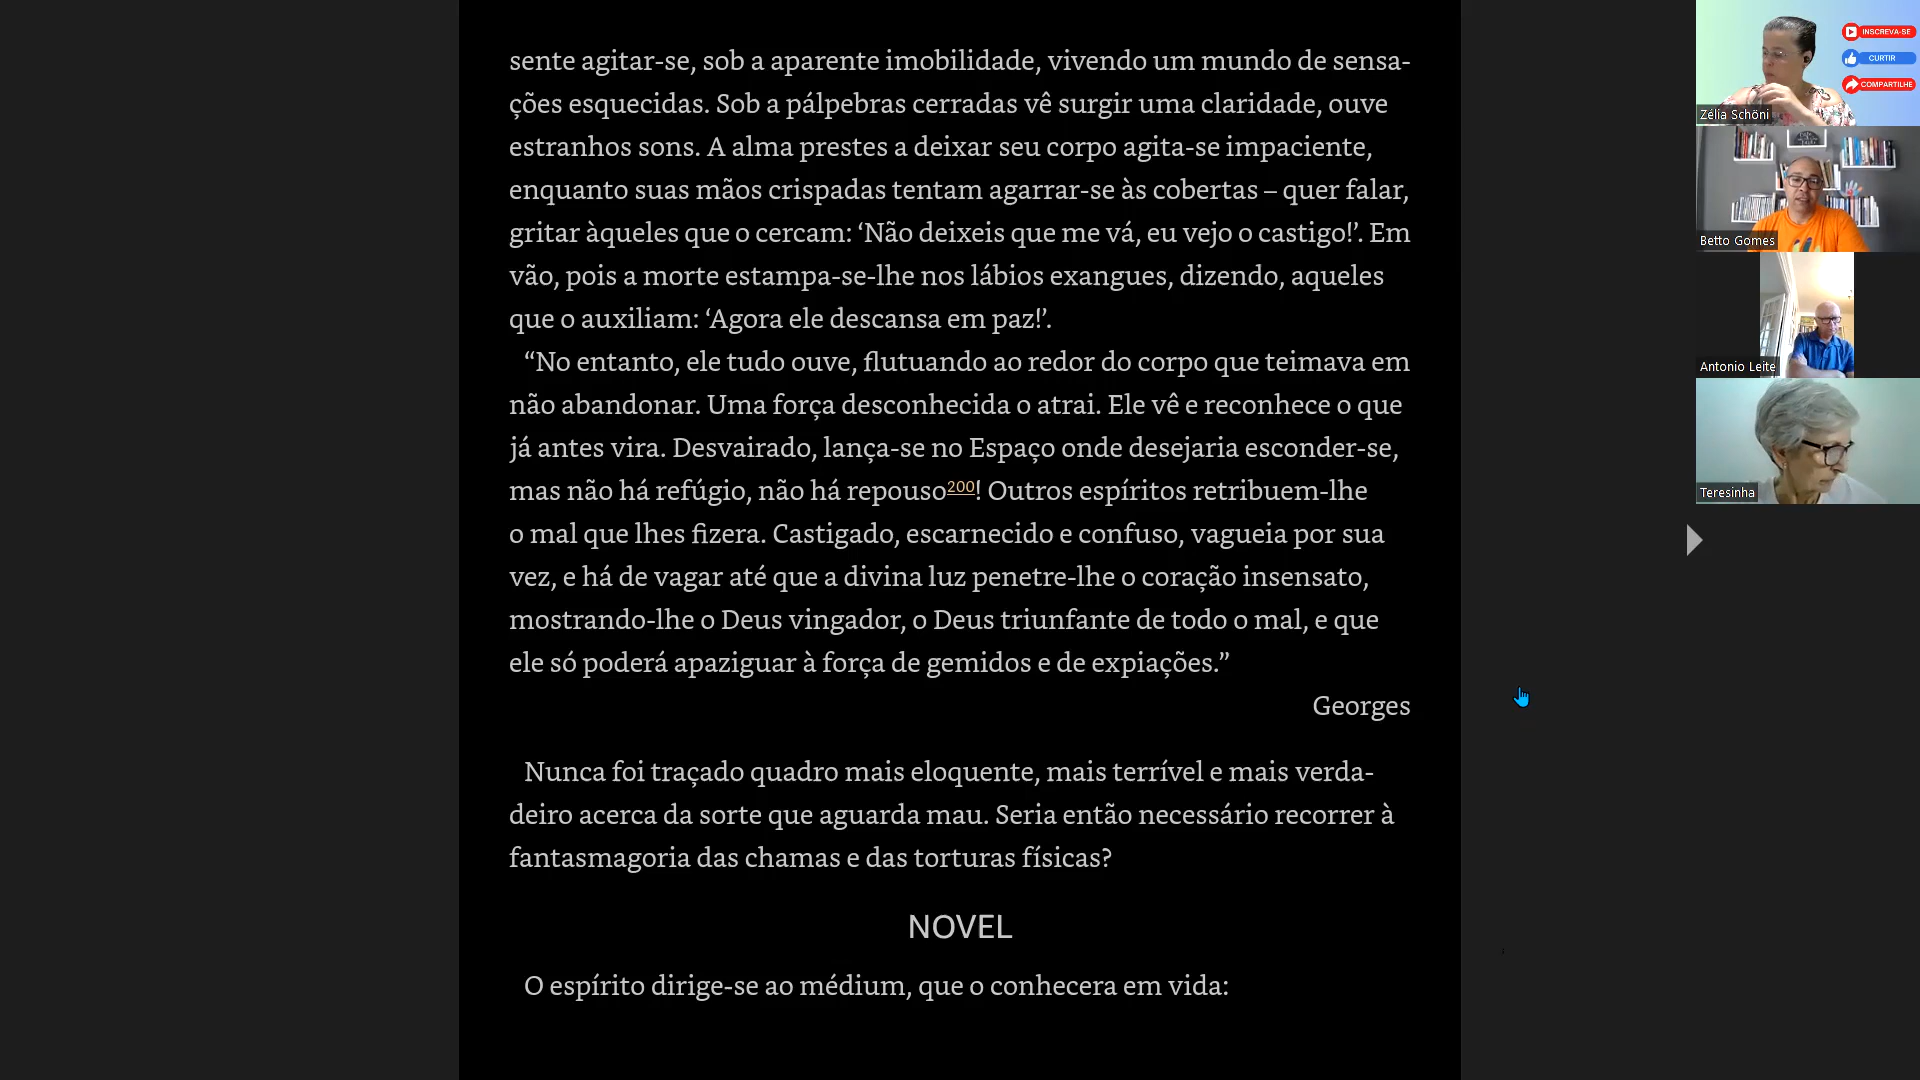 sente agitar-se, sob a aparente imobilidade, vivendo um mundo de sensa-
ções esquecidas. Sob a pálpebras cerradas vê surgir uma claridade, ouve
estranhos sons. A alma prestes a deixar seu corpo agita-se impaciente,
enquanto suas mãos crispadas tentam agarrar-se às cobertas – quer falar,
gritar àqueles que o cercam: ‘Não deixeis que me vá, eu vejo o castigo!’. Em
vão, pois a morte estampa-se-lhe nos lábios exangues, dizendo, aqueles
que o auxiliam: ‘Agora ele descansa em paz!’.
“No entanto, ele tudo ouve, flutuando ao redor do corpo que teimava em
não abandonar. Uma força desconhecida o atrai. Ele vê e reconhece o que
já antes vira. Desvairado, lança-se no Espaço onde desejaria esconder-se,
mas não há refúgio, não há repouso200! Outros espíritos retribuem-lhe
o mal que lhes fizera. Castigado, escarnecido e confuso, vagueia por sua
vez, e há de vagar até que a divina luz penetre-lhe o coração insensato,
mostrando-lhe o Deus vingador, o Deus triunfante de todo o mal, e que
ele só poderá apaziguar à força de gemidos e de expiações.”
Georges
Nunca foi traçado quadro mais eloquente, mais terrível e mais verda-
deiro acerca da sorte que aguarda mau. Seria então necessário recorrer à
fantasmagoria das chamas e das torturas físicas?
NOVEL
O espírito dirige-se ao médium, que o conhecera em vida:
INSCREVA-SE
CURTIR
COMPARTILHE
Zélia Schöni
Betto Gomes
Antonio Leite
Teresinha